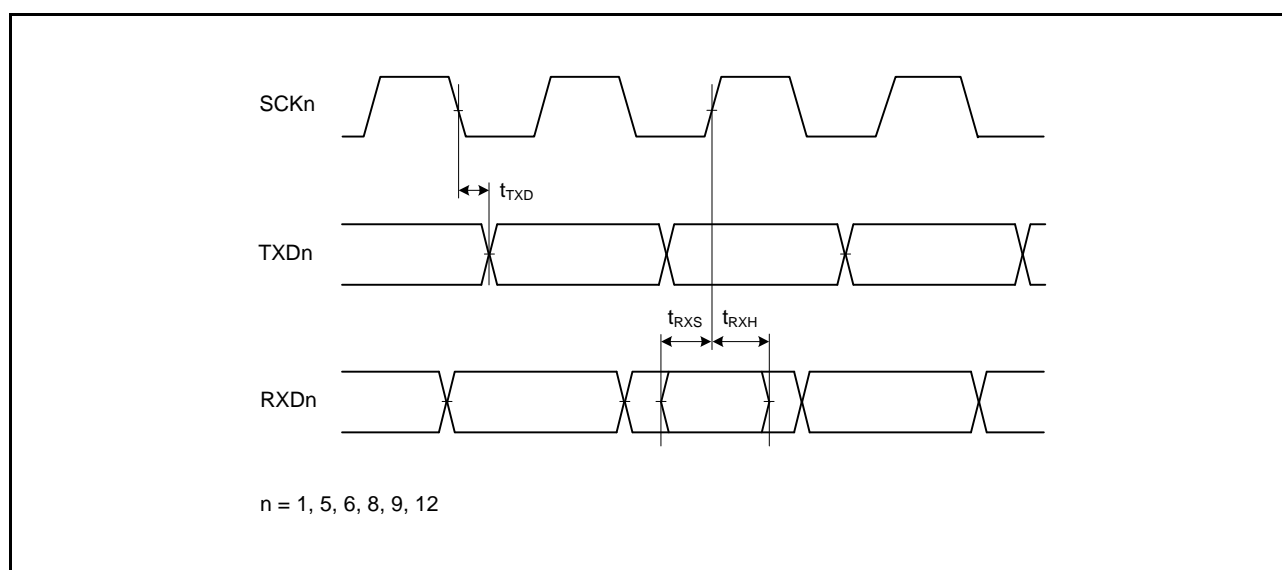 SCKn
tTXD
TXDn
tRXS tRXH
RXDn
n = 1, 5, 6, 8, 9, 12